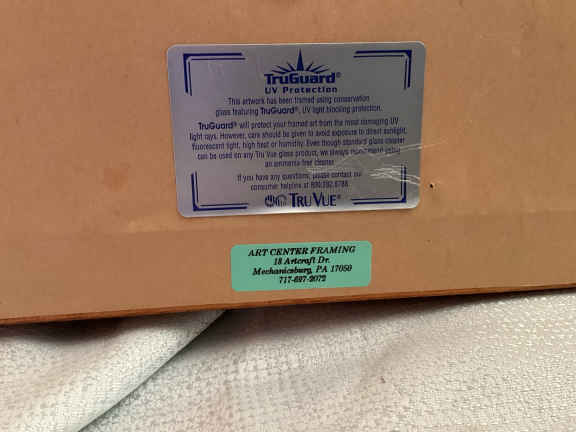 TruGuard®
UV Protection
This artwork has been framed using conservation
glass featuring TruGuard®, UV light blocking protection.
TruGuard® will protect your framed art from the most damaging UV
light rays. However, care should be given to avoid exposure to direct sunlight,
fluorescent light, high heat or humidity. Even though standard glass cleaner
can be used on any Tru Vue glass product, we always recommend using
an ammonia-free cleaner.
If you have any questions, please contact our
consumer helpline at 800.282.8788.
TRU VUE®
ART CENTER FRAMING
18 Artcraft Dr.
Mechanicsburg, PA 17050
717-697-2072